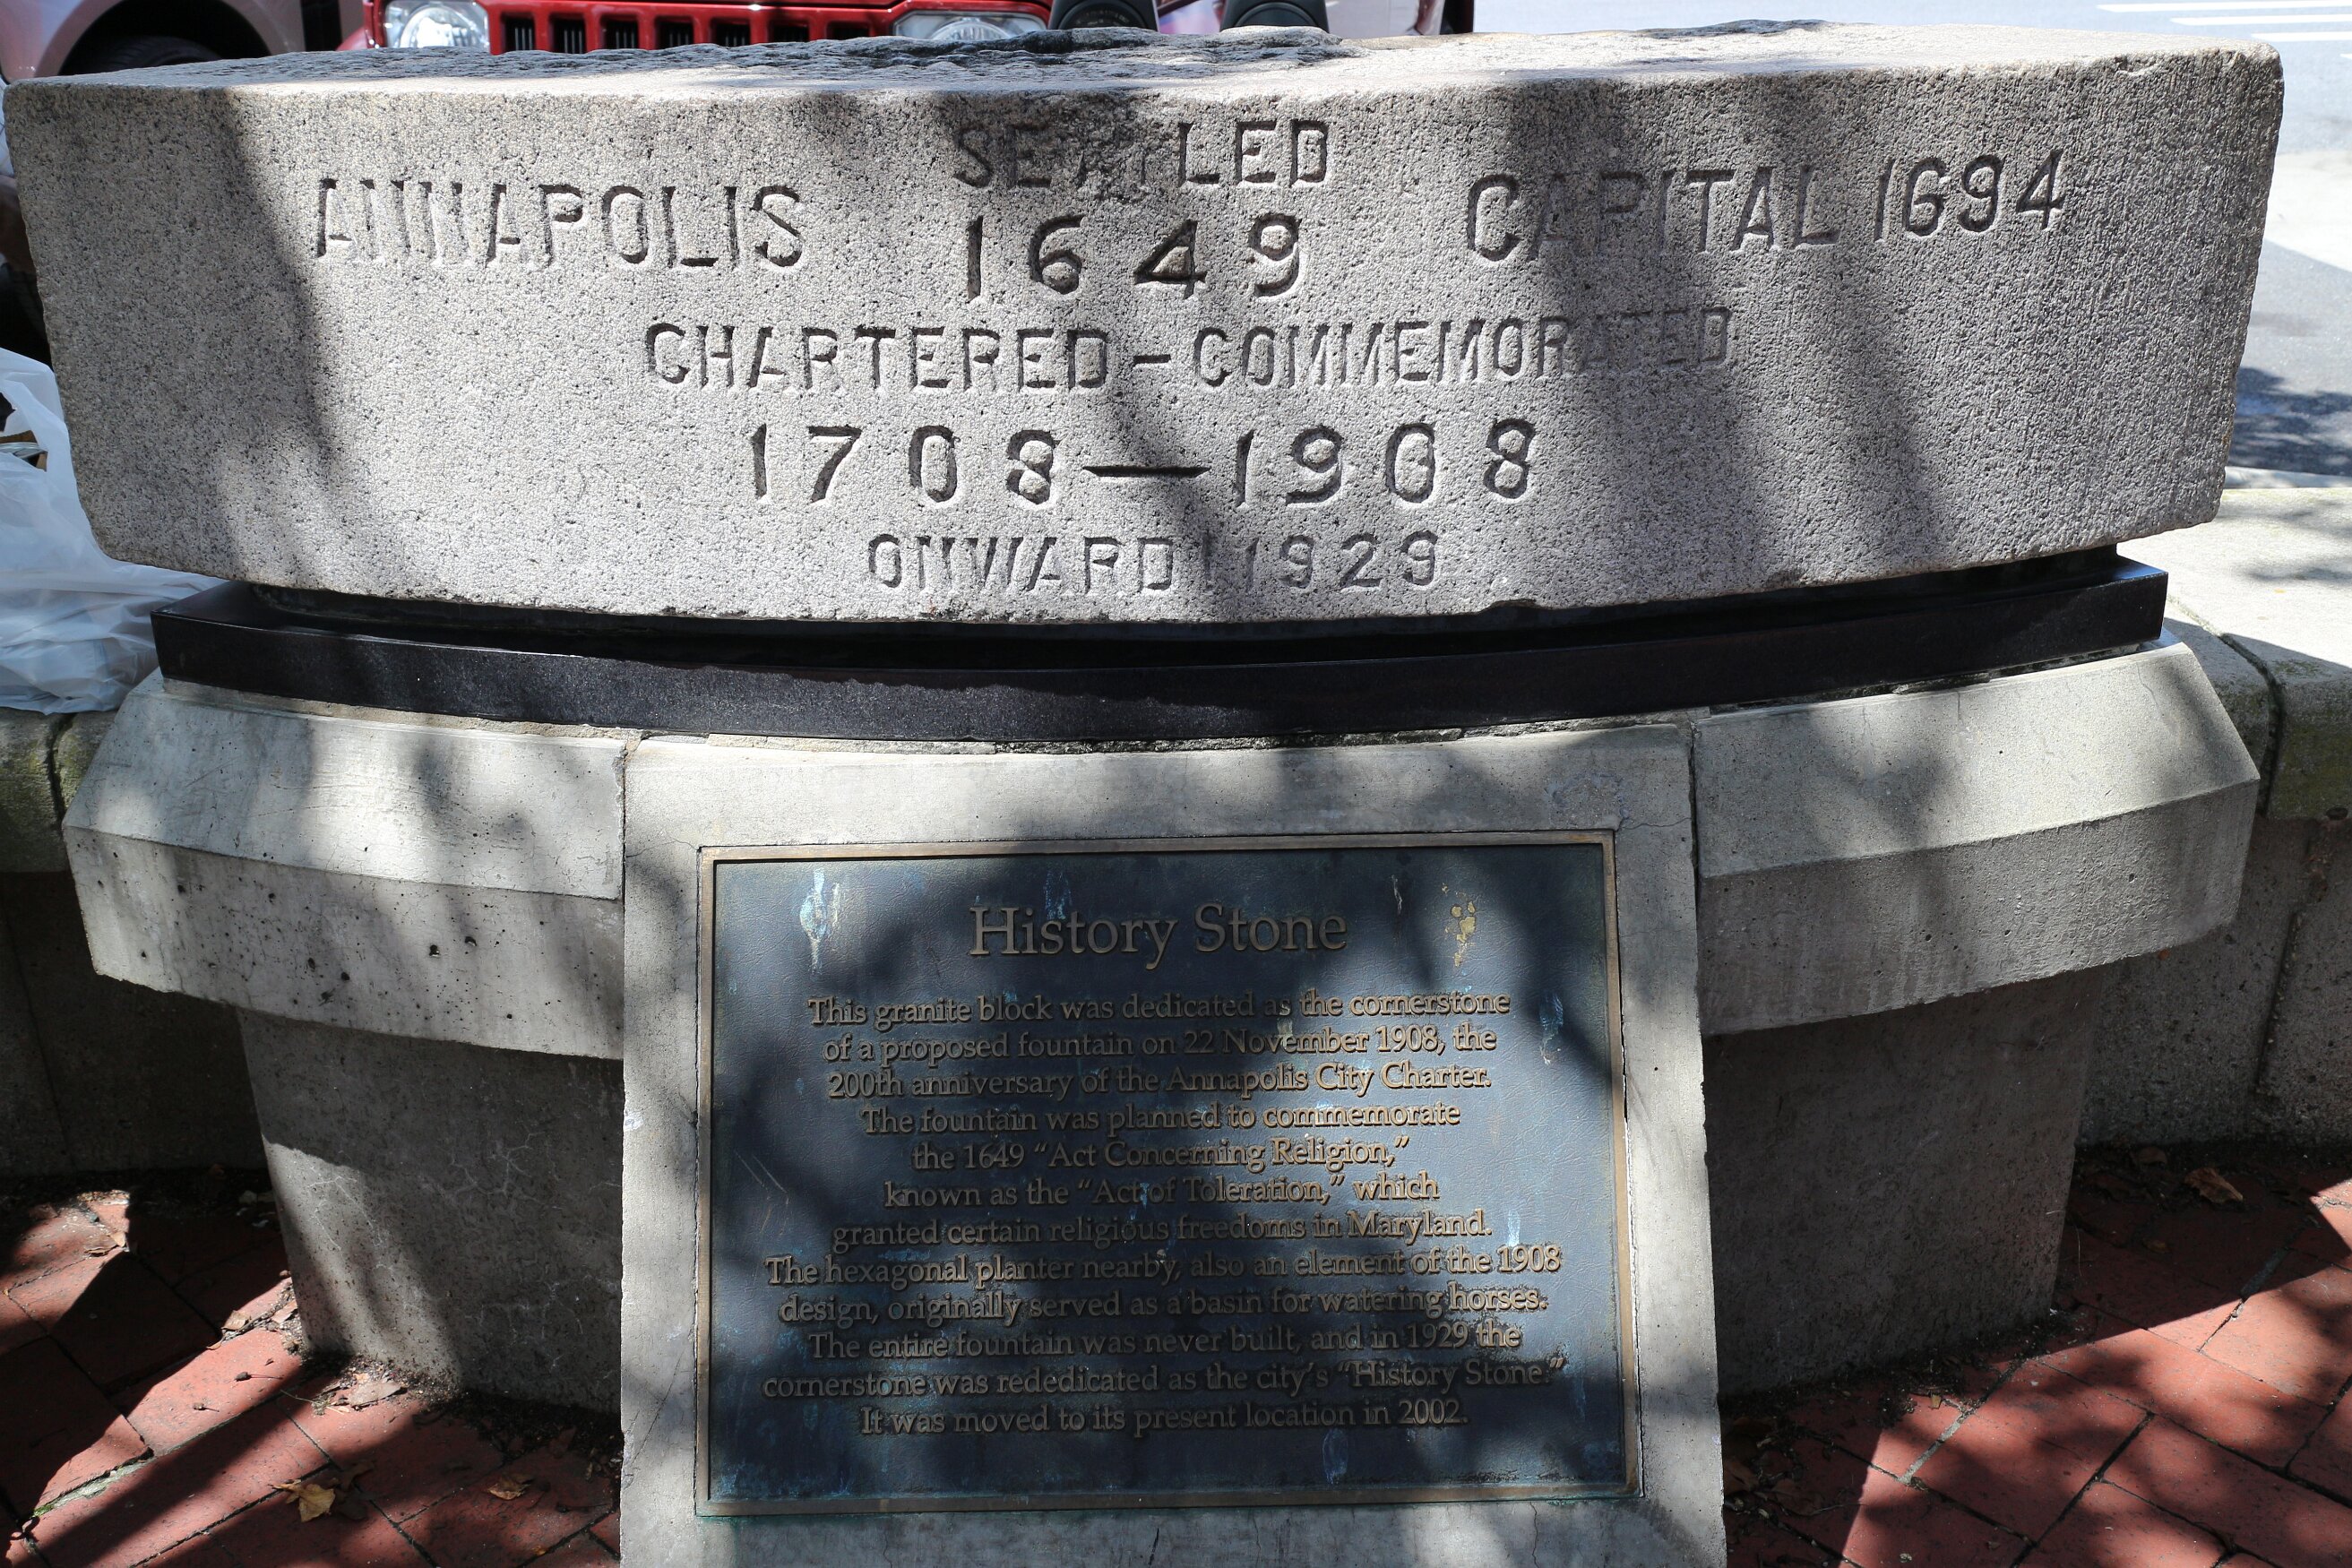 SETTLED
ANNAPOLIS 1649 CAPITAL 1694
CHARTERED-COMMEMORATED
1708—1908
ONWARD! 1929
History Stone
This granite block was dedicated as the cornerstone
of a proposed fountain on 22 November 1908, the
200th anniversary of the Annapolis City Charter.
The fountain was planned to commemorate
the 1649 “Act Concerning Religion,”
known as the “Act of Toleration,” which
granted certain religious freedoms in Maryland.
The hexagonal planter nearby, also an element of the 1908
design, originally served as a basin for watering horses.
The entire fountain was never built, and in 1929 the
cornerstone was rededicated as the city's “History Stone.”
It was moved to its present location in 2002.